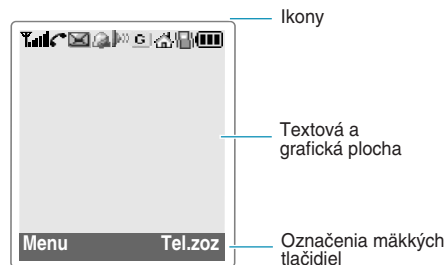 Ikony
Textová a
grafická plocha
Menu Tel.zoz
Označenia mäkkých
tlačidiel